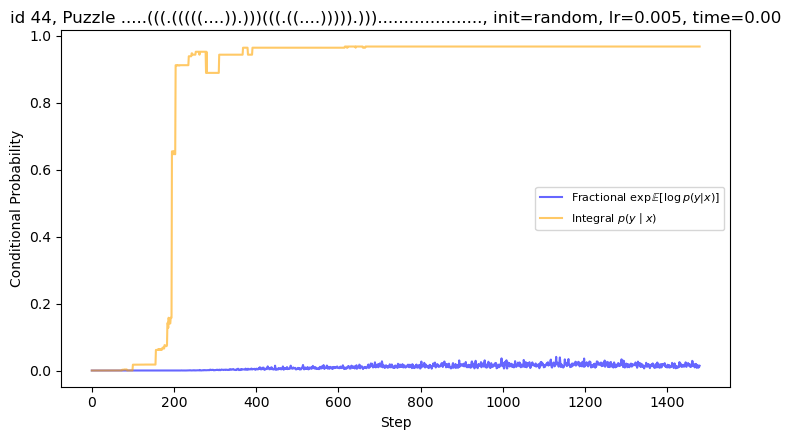 id 44, Puzzle .....(((.(((((....)).)))(((.((....))))).)))....................., init=random, lr=0.005, time=0.00
1.0
0.8
0.6
0.4
0.2
0.0
Conditional Probability
Fractional exp𝔼[log p(y|x)]
Integral p(y | x)
0 200 400 600 800 1000 1200 1400
Step